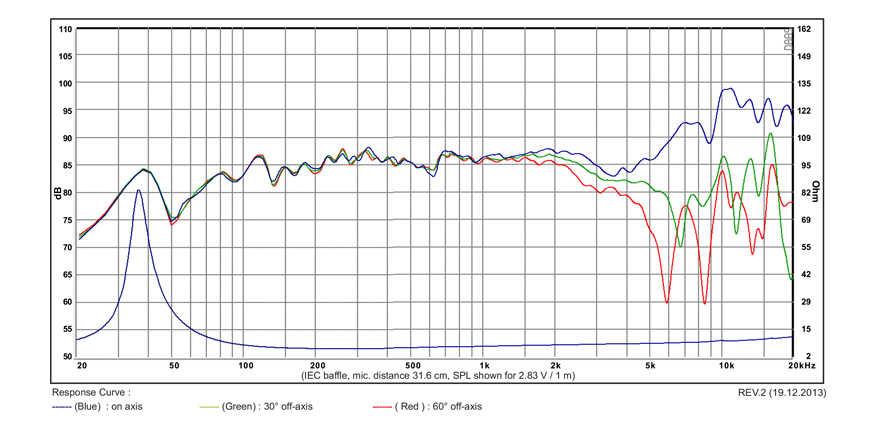 110 162
105 149
100 135
95 122
90 109
85 95
80 82
dB Ohm
75 69
70 55
65 42
60 29
55 15
50 2
20 50 100 200 500 1k 2k 5k 10k 20kHz
(IEC baffle, mic. distance 31.6 cm, SPL shown for 2.83 V / 1 m)
Response Curve : REV.2 (19.12.2013)
(Blue) : on axis (Green) : 30° off-axis ( Red ) : 60° off-axis